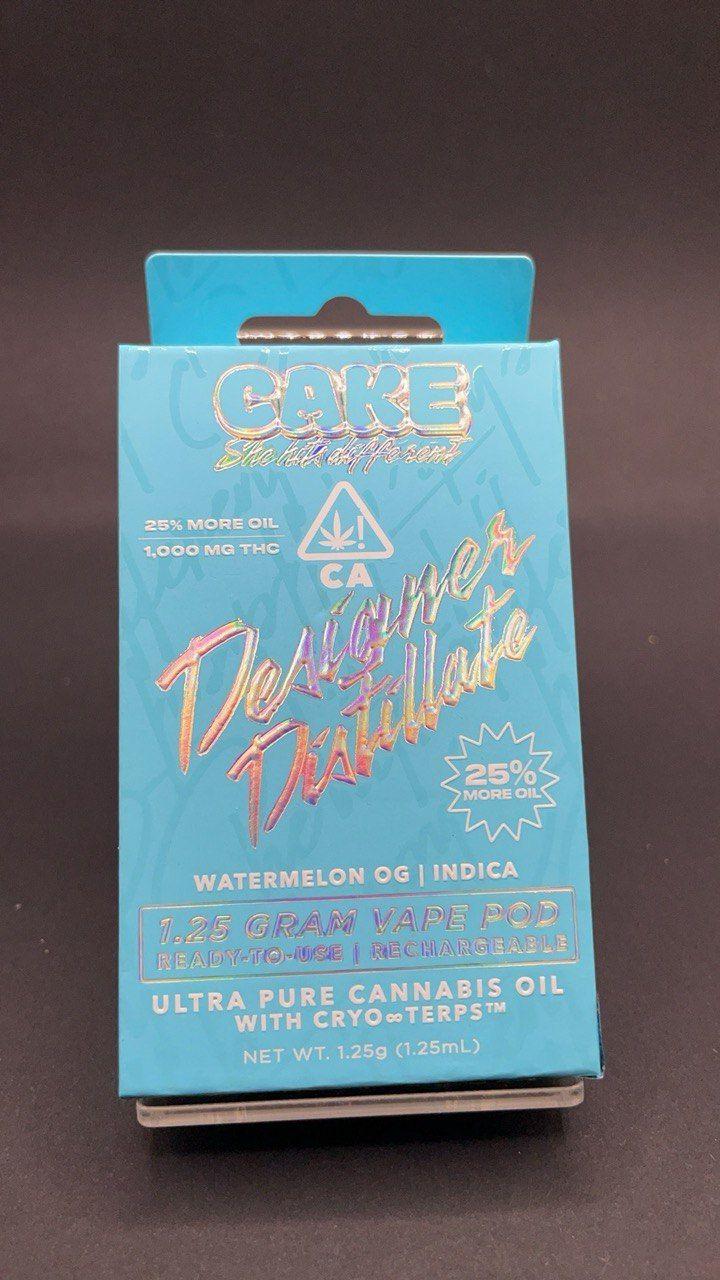 CAKE
She hits different
25% MORE OIL
1,000 MG THC
!
CA
Designer
Distillate
25%
MORE OIL
WATERMELON OG | INDICA
1.25 GRAM VAPE POD
READY-TO-USE | RECHARGEABLE
ULTRA PURE CANNABIS OIL
WITH CRYO∞TERPS™
NET WT. 1.25g (1.25mL)